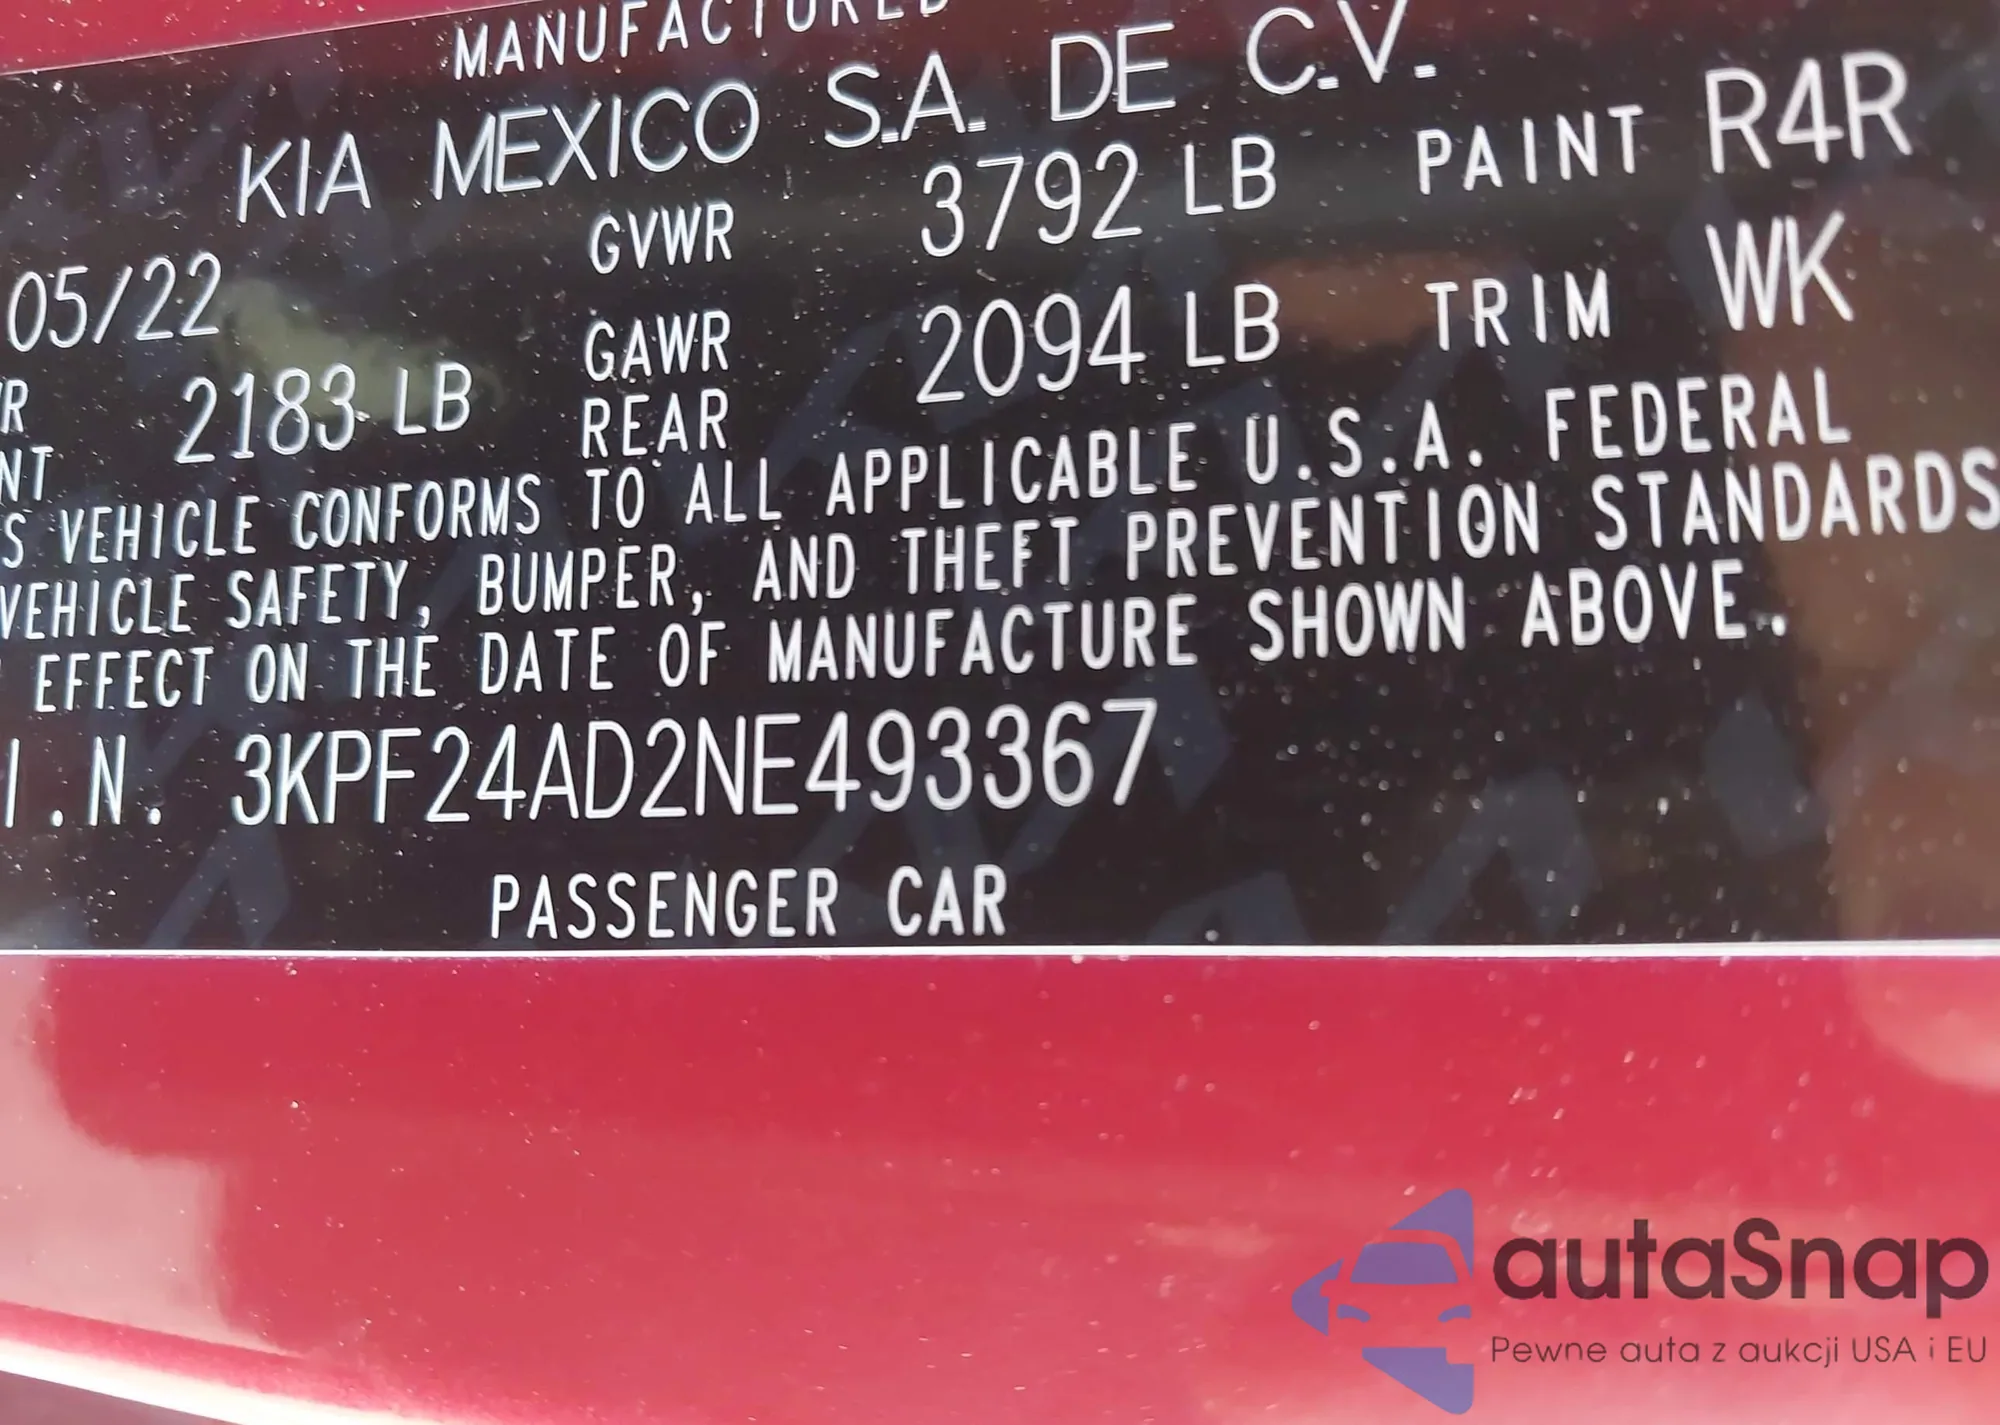 MANUFACTURED
KIA MEXICO S.A. DE C.V.
05/22 GVWR 3792 LB PAINT R4R
R 2183 LB GAWR 2094 LB TRIM WK
NT REAR
S VEHICLE CONFORMS TO ALL APPLICABLE U.S.A. FEDERAL
VEHICLE SAFETY, BUMPER, AND THEFT PREVENTION STANDARDS
EFFECT ON THE DATE OF MANUFACTURE SHOWN ABOVE.
I.N. 3KPF24AD2NE493367
PASSENGER CAR
autaSnap
Pewne auta z aukcji USA i EU